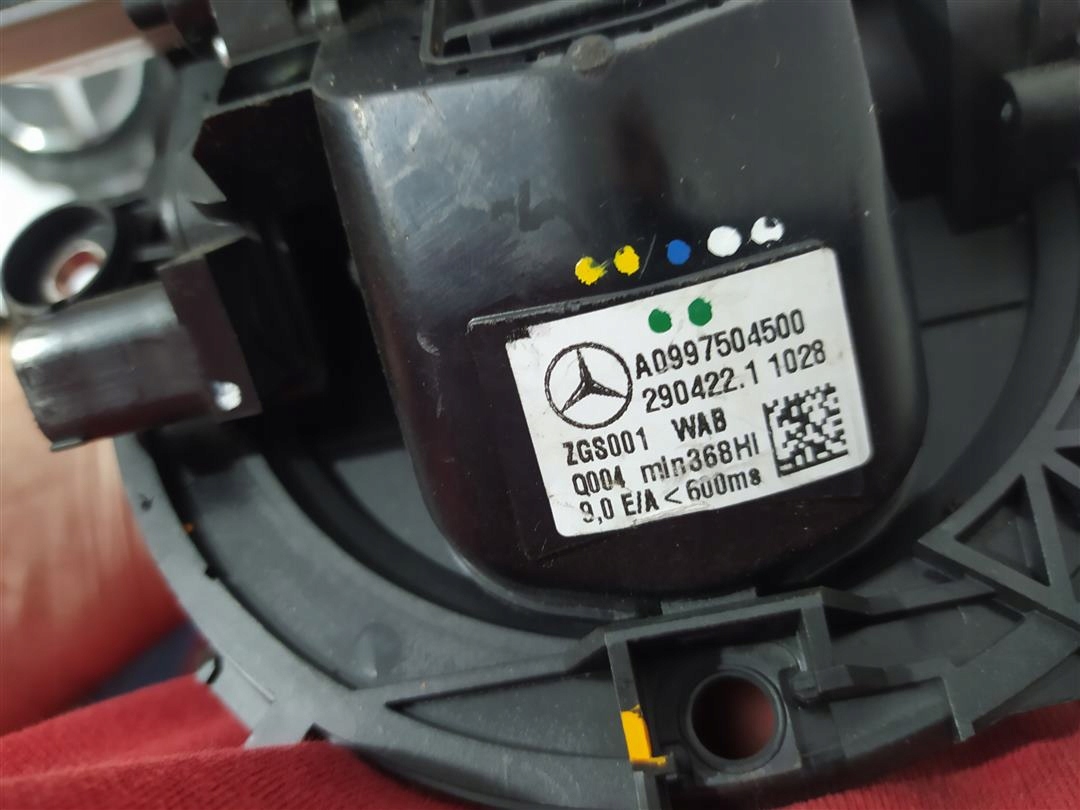 A0997504500
290422.1 1028
ZGS001 WAB
Q004 min368HI
9,0 E/A < 600ms